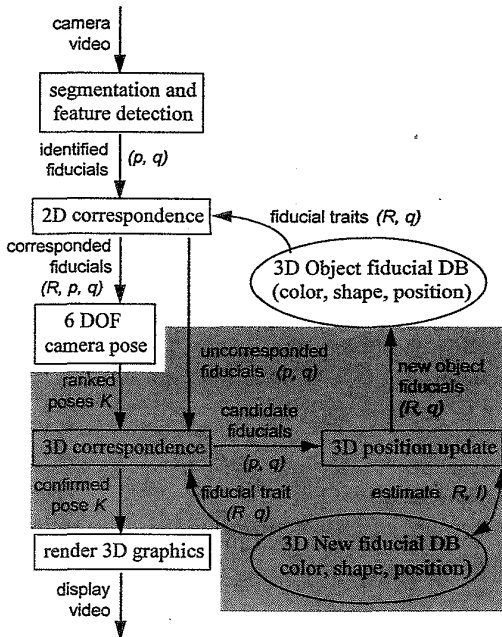 camera
video
segmentation and
feature detection
identified
fiducials
(p, q)
2D correspondence
fiducial traits (R, q)
corresponded
fiducials
(R, p, q)
3D Object fiducial DB
(color, shape, position)
6 DOF
camera pose
uncorresponded
fiducials (p, q)
new object
fiducials
(R, q)
ranked
poses K
candidate
fiducials
(p, q)
3D correspondence
3D position update
confirmed
pose K
fiducial trait
(R q)
estimate R, I)
render 3D graphics
3D New fiducial DB
color, shape, position)
display
video